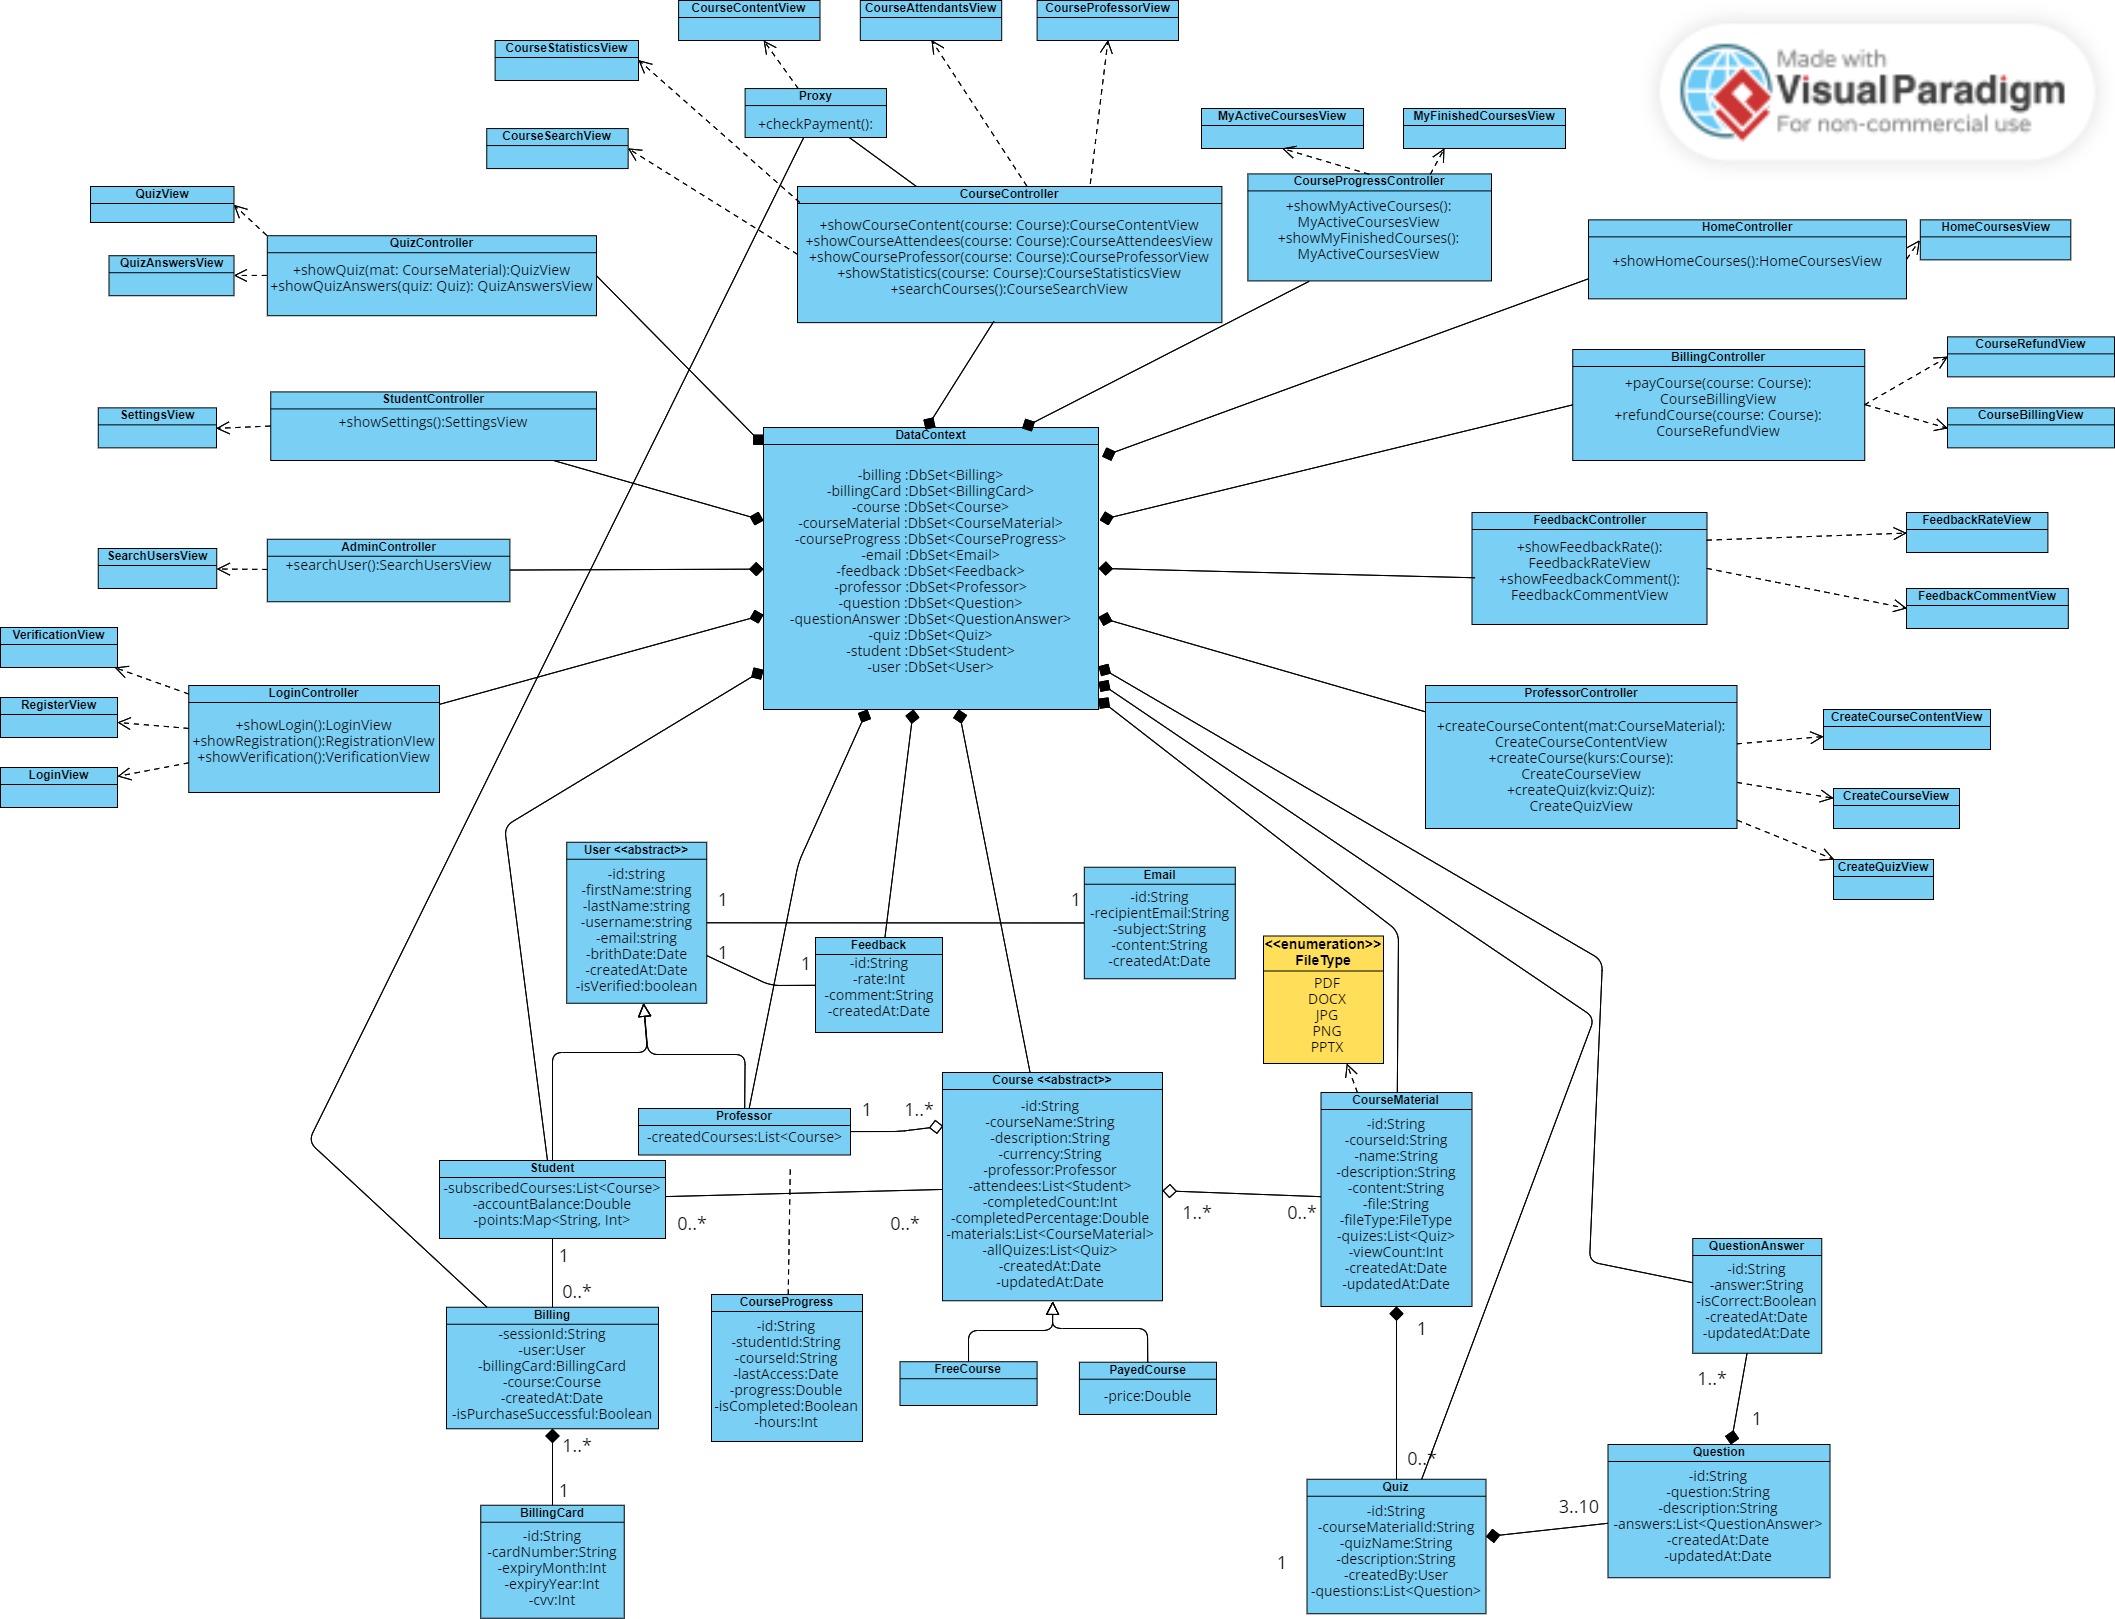 CourseContentView
CourseAttendantsView
CourseProfessorView
CourseStatisticsView
Made with
Visual Paradigm
For non-commercial use
Proxy
+checkPayment():
CourseSearchView
MyActiveCoursesView
MyFinishedCoursesView
QuizView
CourseController
+showCourseContent(course: Course):CourseContentView
+showCourseAttendees(course: Course):CourseAttendeesView
+showCourseProfessor(course: Course):CourseProfessorView
+showStatistics(course: Course):CourseStatisticsView
+searchCourses():CourseSearchView
CourseProgressController
+showMyActiveCourses():
MyActiveCoursesView
+showMyFinishedCourses():
MyActiveCoursesView
HomeController
+showHomeCourses():HomeCoursesView
HomeCoursesView
QuizController
+showQuiz(mat: CourseMaterial):QuizView
+showQuizAnswers(quiz: Quiz): QuizAnswersView
QuizAnswersView
BillingController
+payCourse(course: Course):
CourseBillingView
+refundCourse(course: Course):
CourseRefundView
CourseRefundView
CourseBillingView
StudentController
+showSettings():SettingsView
SettingsView
DataContext
-billing :DbSet<Billing>
-billingCard :DbSet<BillingCard>
-course :DbSet<Course>
-courseMaterial :DbSet<CourseMaterial>
-courseProgress :DbSet<CourseProgress>
-email :DbSet<Email>
-feedback :DbSet<Feedback>
-professor :DbSet<Professor>
-question :DbSet<Question>
-questionAnswer :DbSet<QuestionAnswer>
-quiz :DbSet<Quiz>
-student :DbSet<Student>
-user :DbSet<User>
FeedbackController
+showFeedbackRate():
FeedbackRateView
+showFeedbackComment():
FeedbackCommentView
FeedbackRateView
FeedbackCommentView
AdminController
+searchUser():SearchUsersView
SearchUsersView
VerificationView
RegisterView
LoginView
LoginController
+showLogin():LoginView
+showRegistration():RegistrationVIew
+showVerification():VerificationView
ProfessorController
+createCourseContent(mat:CourseMaterial):
CreateCourseContentView
+createCourse(kurs:Course):
CreateCourseView
+createQuiz(kviz:Quiz):
CreateQuizView
CreateCourseContentView
CreateCourseView
CreateQuizView
User <<abstract>>
-id:string
-firstName:string
-lastName:string
-username:string
-email:string
-brithDate:Date
-createdAt:Date
-isVerified:boolean
1
1
1
1
Email
-id:String
-recipientEmail:String
-subject:String
-content:String
-createdAt:Date
Feedback
-id:String
-rate:Int
-comment:String
-createdAt:Date
<<enumeration>>
FileType
PDF
DOCX
JPG
PNG
PPTX
Course <<abstract>>
-id:String
-courseName:String
-description:String
-currency:String
-professor:Professor
-attendees:List<Student>
-completedCount:Int
-completedPercentage:Double
-materials:List<CourseMaterial>
-allQuizes:List<Quiz>
-createdAt:Date
-updatedAt:Date
Professor
-createdCourses:List<Course>
1
1..*
CourseMaterial
-id:String
-courseId:String
-name:String
-description:String
-content:String
-file:String
-fileType:FileType
-quizes:List<Quiz>
-viewCount:Int
-createdAt:Date
-updatedAt:Date
Student
-subscribedCourses:List<Course>
-accountBalance:Double
-points:Map<String, Int>
0..*
0..*
1..*
0..*
1
0..*
QuestionAnswer
-id:String
-answer:String
-isCorrect:Boolean
-createdAt:Date
-updatedAt:Date
CourseProgress
-id:String
-studentId:String
-courseId:String
-lastAccess:Date
-progress:Double
-isCompleted:Boolean
-hours:Int
Billing
-sessionId:String
-user:User
-billingCard:BillingCard
-course:Course
-createdAt:Date
-isPurchaseSuccessful:Boolean
FreeCourse
PayedCourse
-price:Double
1
1..*
1
1..*
1
0..*
Question
-id:String
-question:String
-description:String
-answers:List<QuestionAnswer>
-createdAt:Date
-updatedAt:Date
Quiz
-id:String
-courseMaterialId:String
-quizName:String
-description:String
-createdBy:User
-questions:List<Question>
3..10
1
BillingCard
-id:String
-cardNumber:String
-expiryMonth:Int
-expiryYear:Int
-cvv:Int